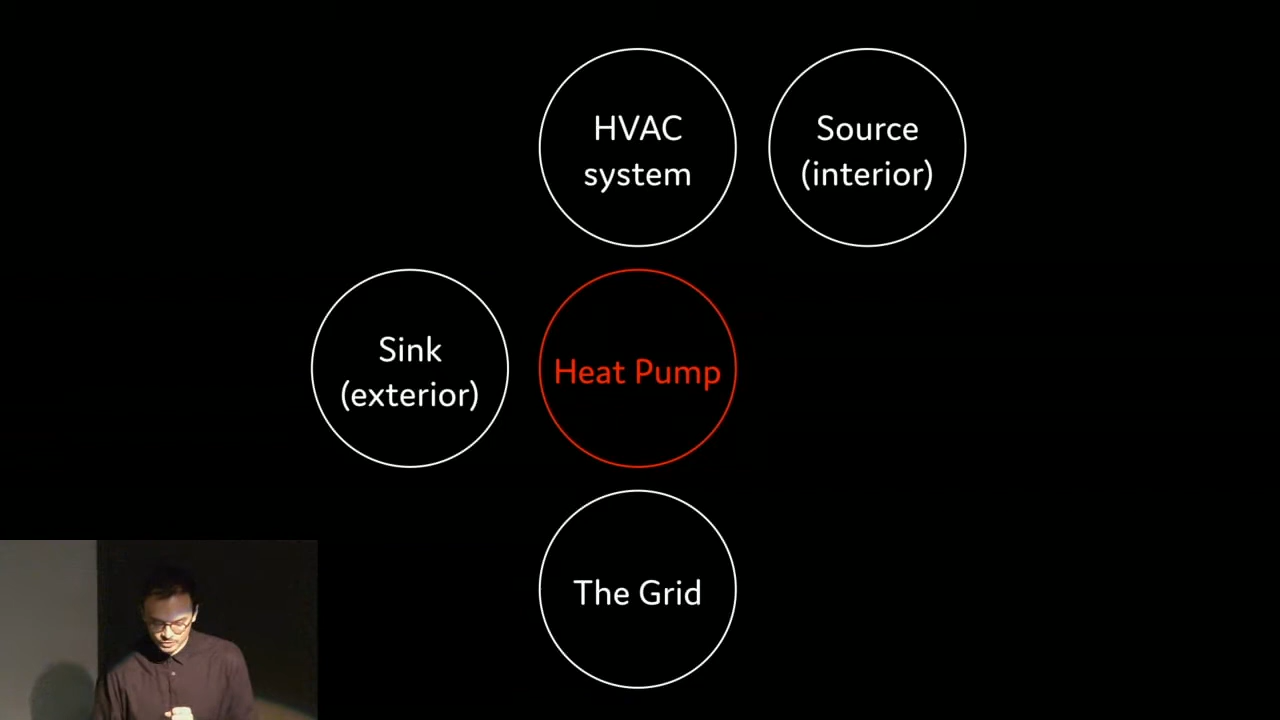 HVAC
system
Source
(interior)
Sink
(exterior)
Heat Pump
The Grid